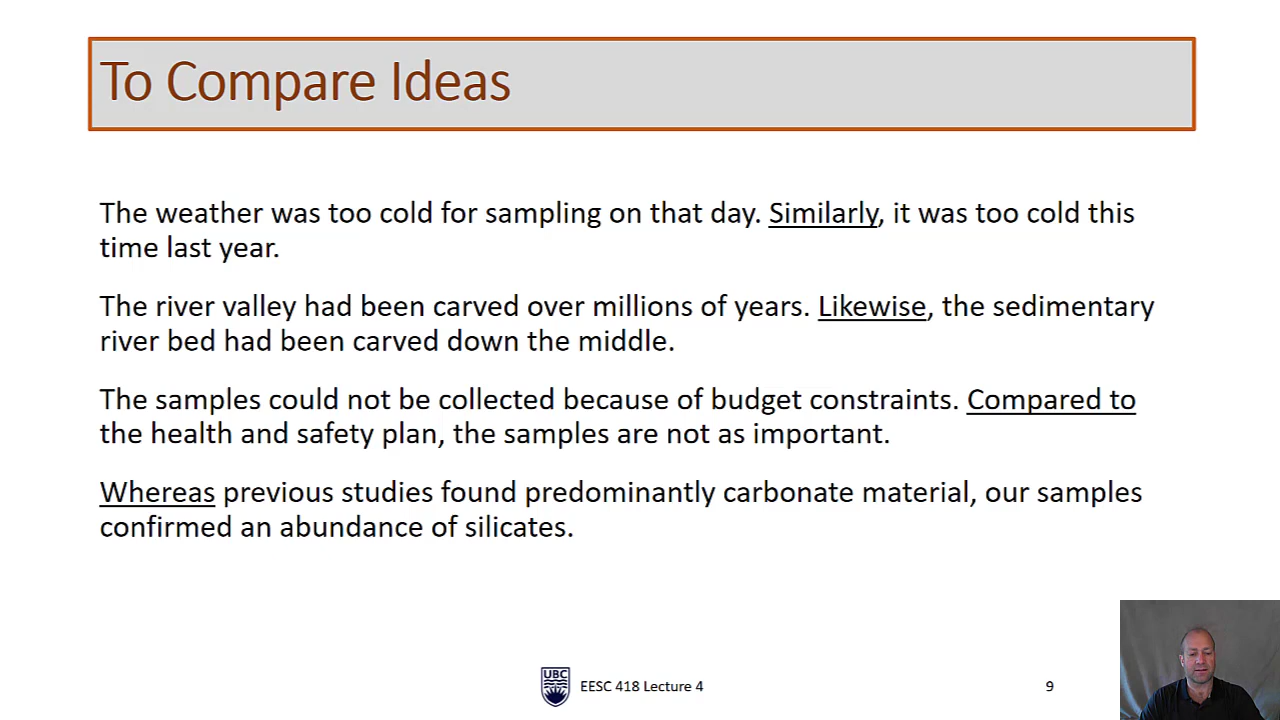 To Compare Ideas
The weather was too cold for sampling on that day. Similarly, it was too cold this
time last year.
The river valley had been carved over millions of years. Likewise, the sedimentary
river bed had been carved down the middle.
The samples could not be collected because of budget constraints. Compared to
the health and safety plan, the samples are not as important.
Whereas previous studies found predominantly carbonate material, our samples
confirmed an abundance of silicates.
UBC
EESC 418 Lecture 4
9